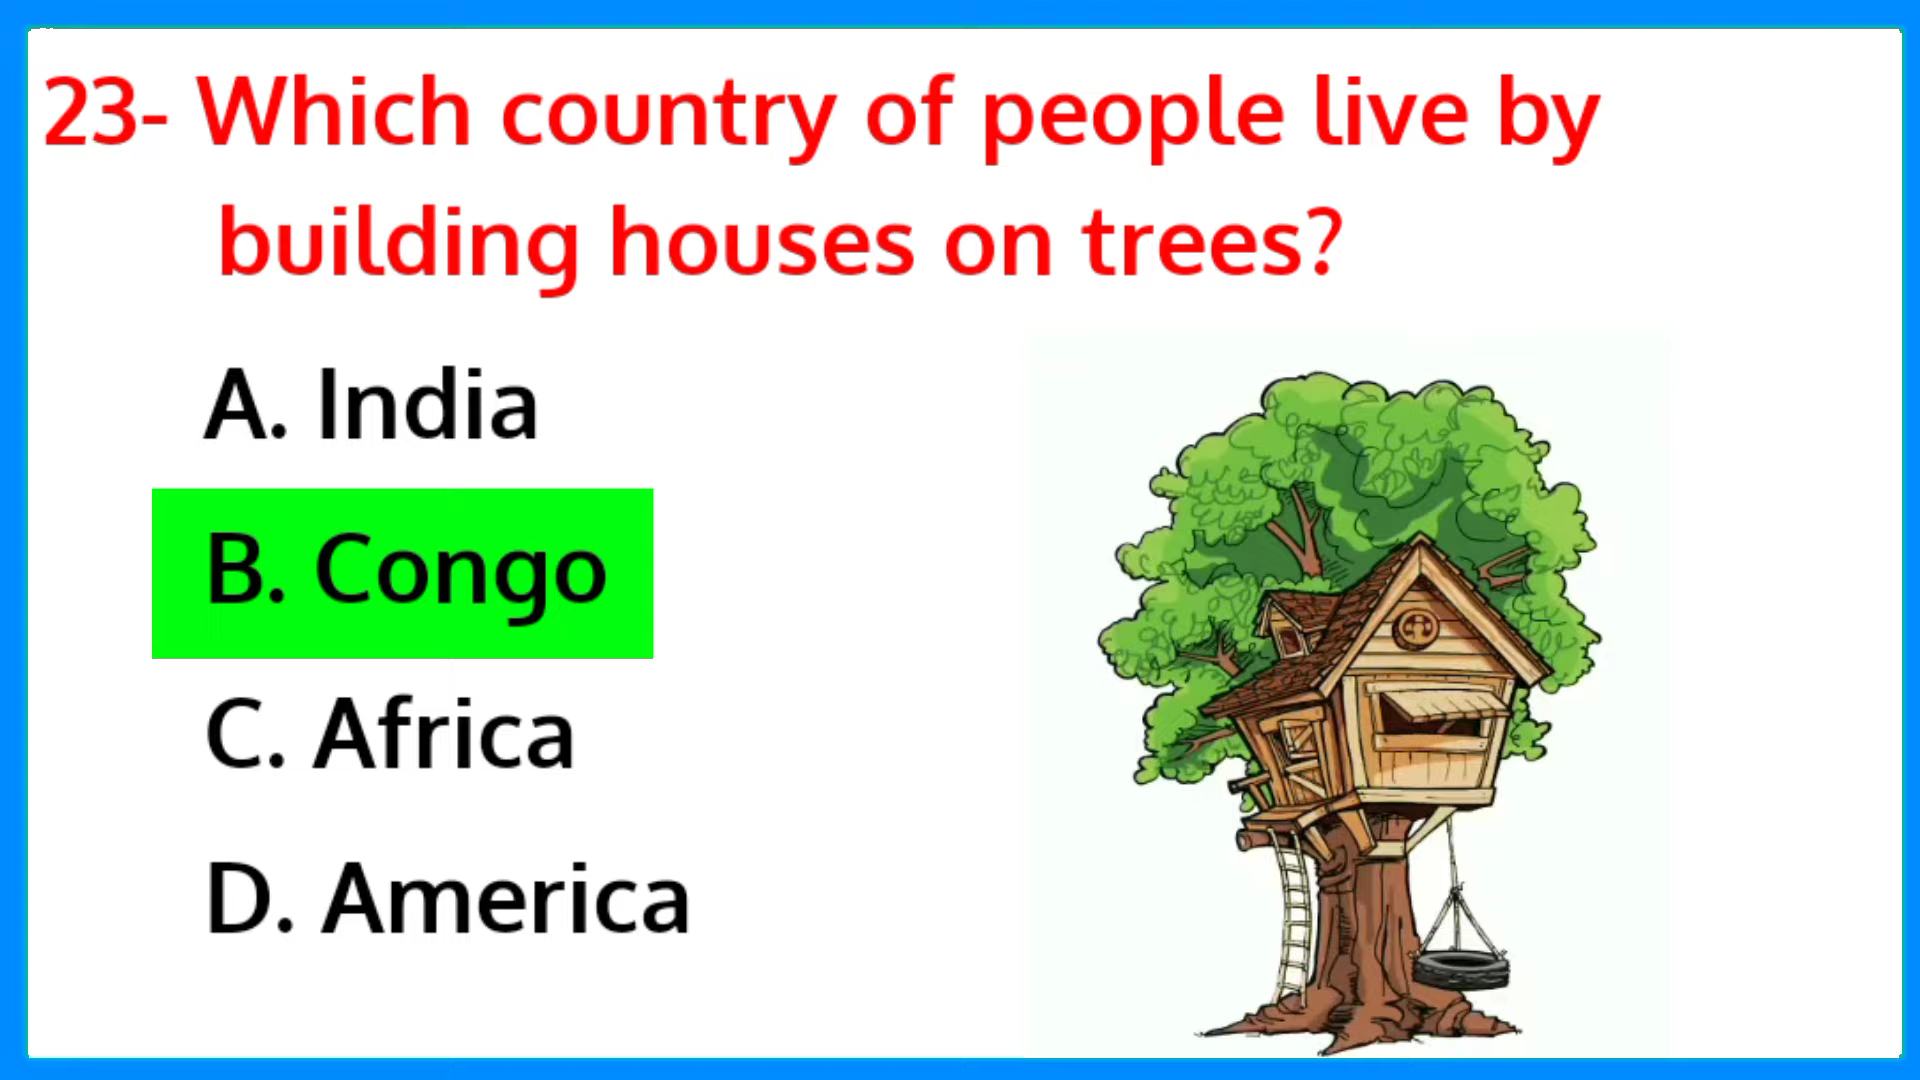 23- Which country of people live by
building houses on trees?
A. India
B. Congo
C. Africa
D. America